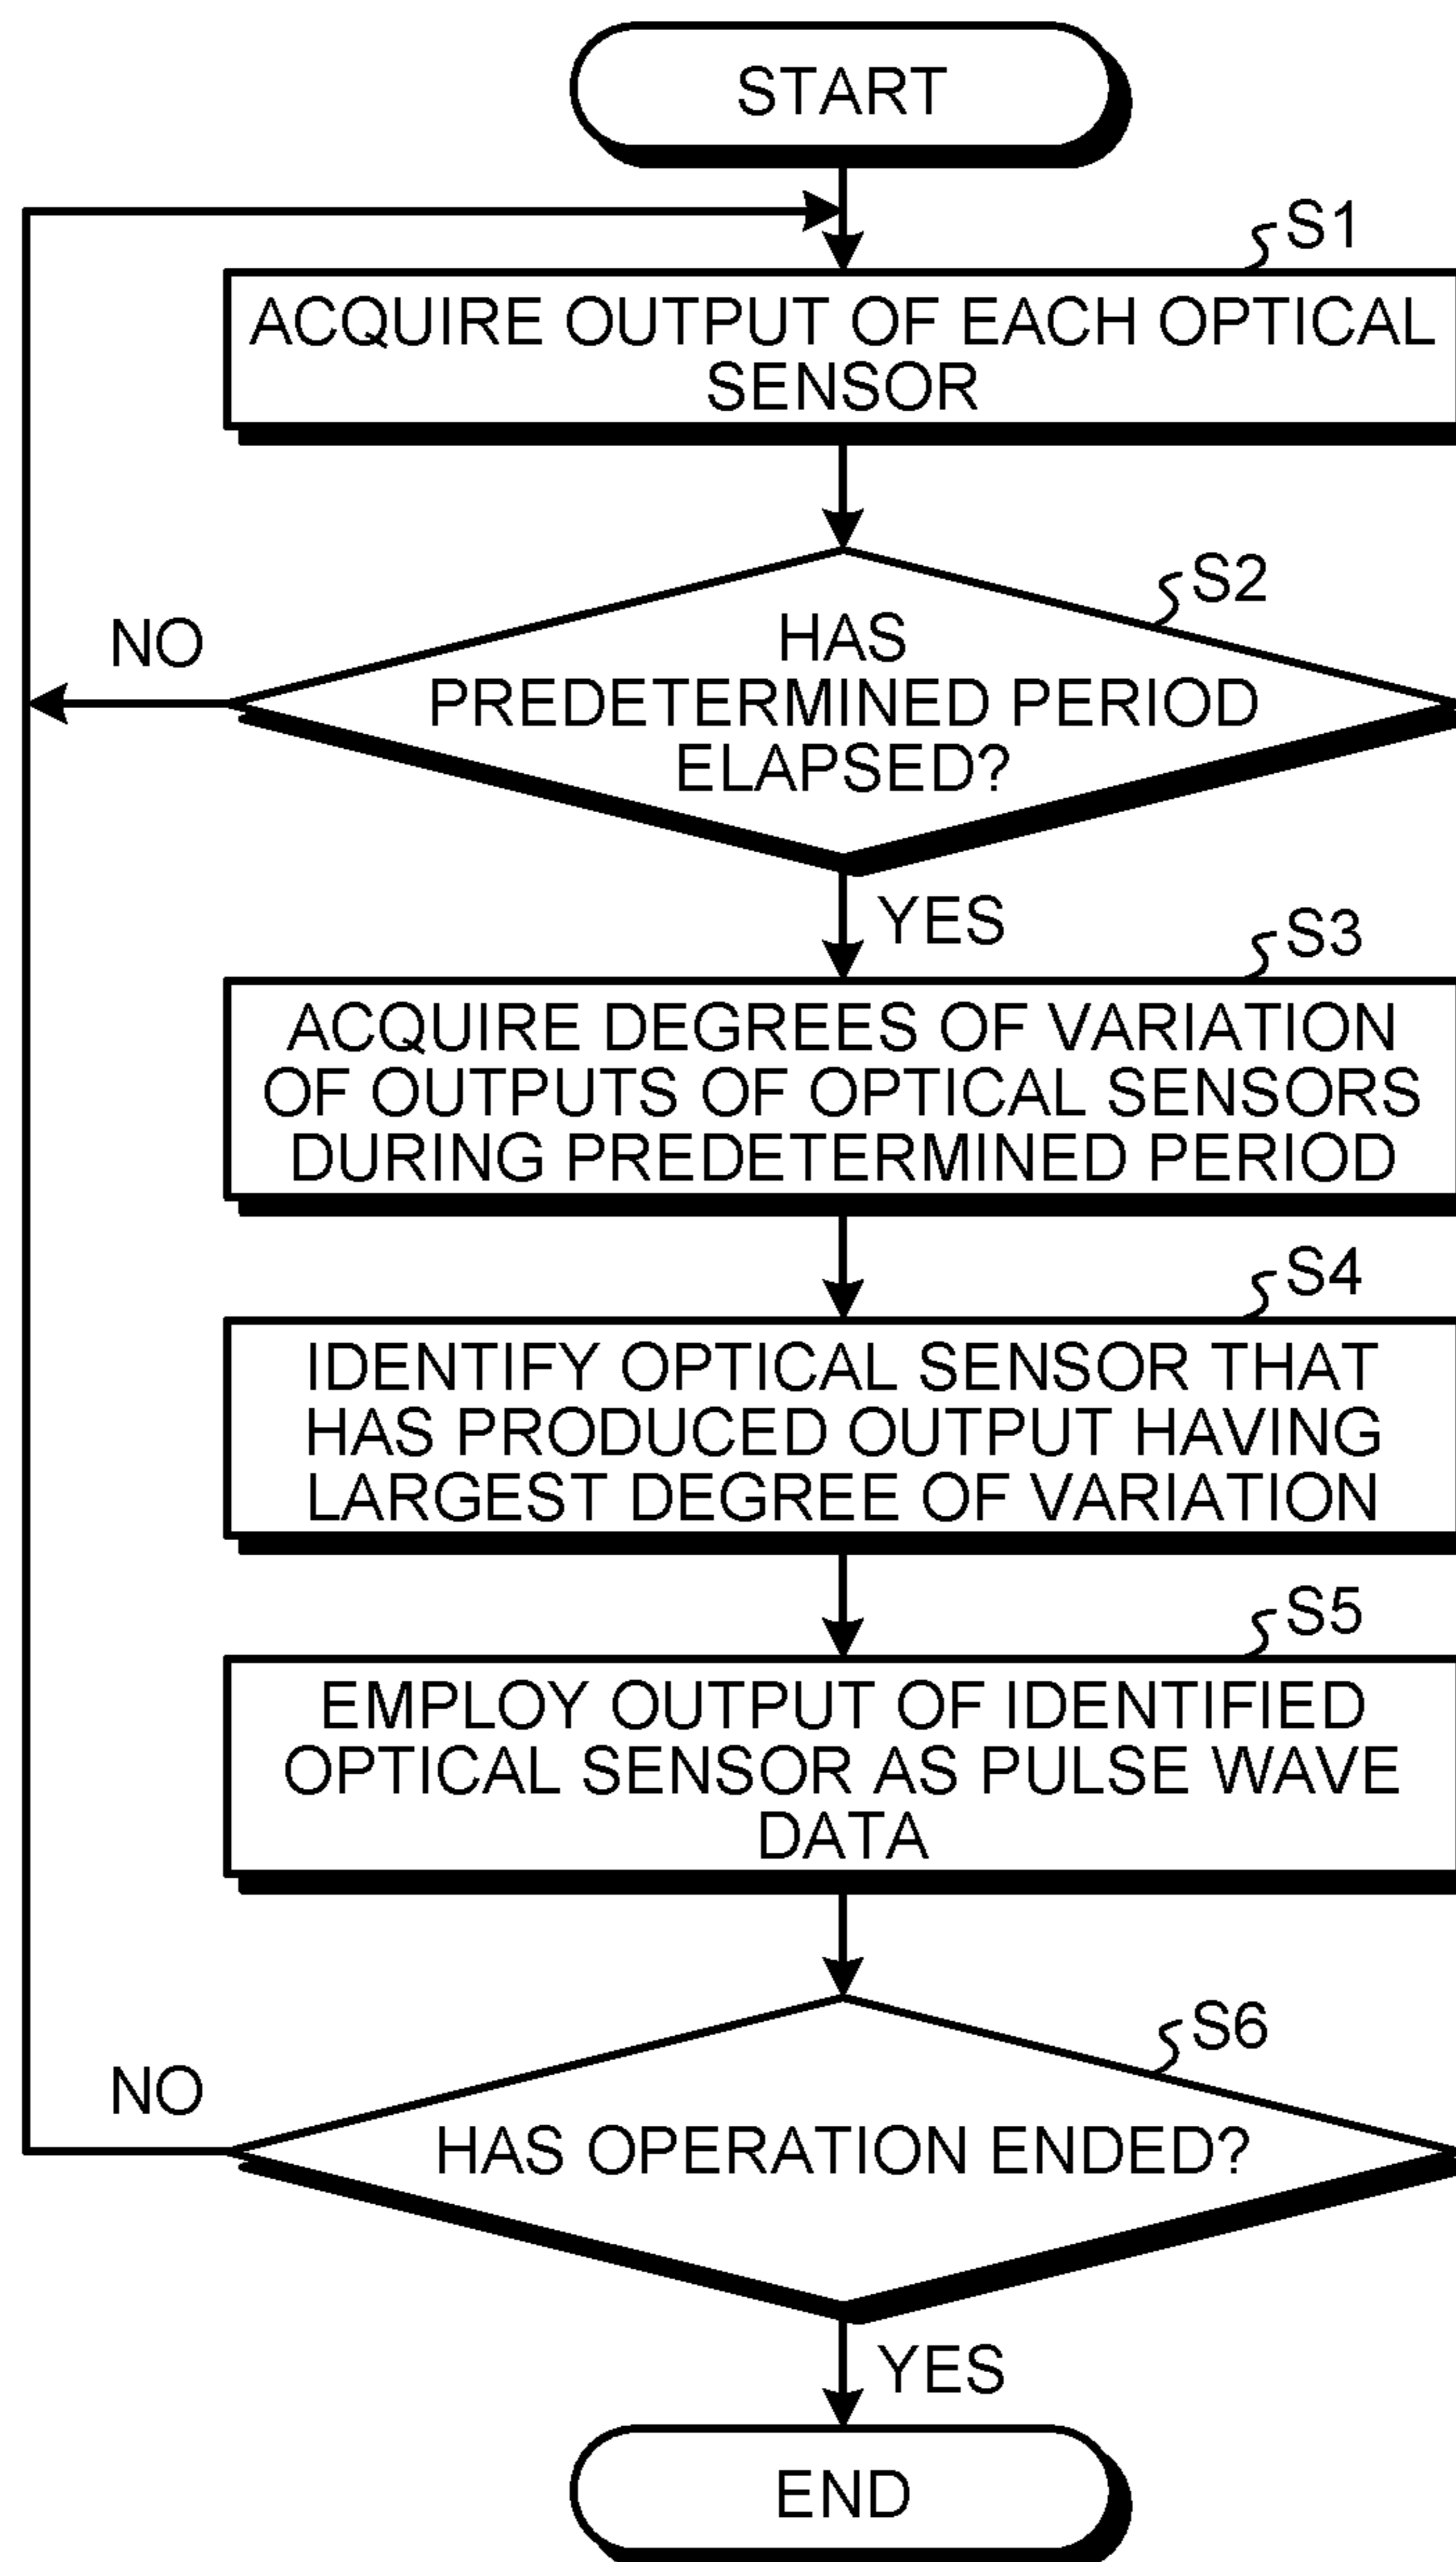 START
S1
ACQUIRE OUTPUT OF EACH OPTICAL
SENSOR
S2
HAS
PREDETERMINED PERIOD
ELAPSED?
NO
YES
S3
ACQUIRE DEGREES OF VARIATION
OF OUTPUTS OF OPTICAL SENSORS
DURING PREDETERMINED PERIOD
S4
IDENTIFY OPTICAL SENSOR THAT
HAS PRODUCED OUTPUT HAVING
LARGEST DEGREE OF VARIATION
S5
EMPLOY OUTPUT OF IDENTIFIED
OPTICAL SENSOR AS PULSE WAVE
DATA
S6
NO
HAS OPERATION ENDED?
YES
END